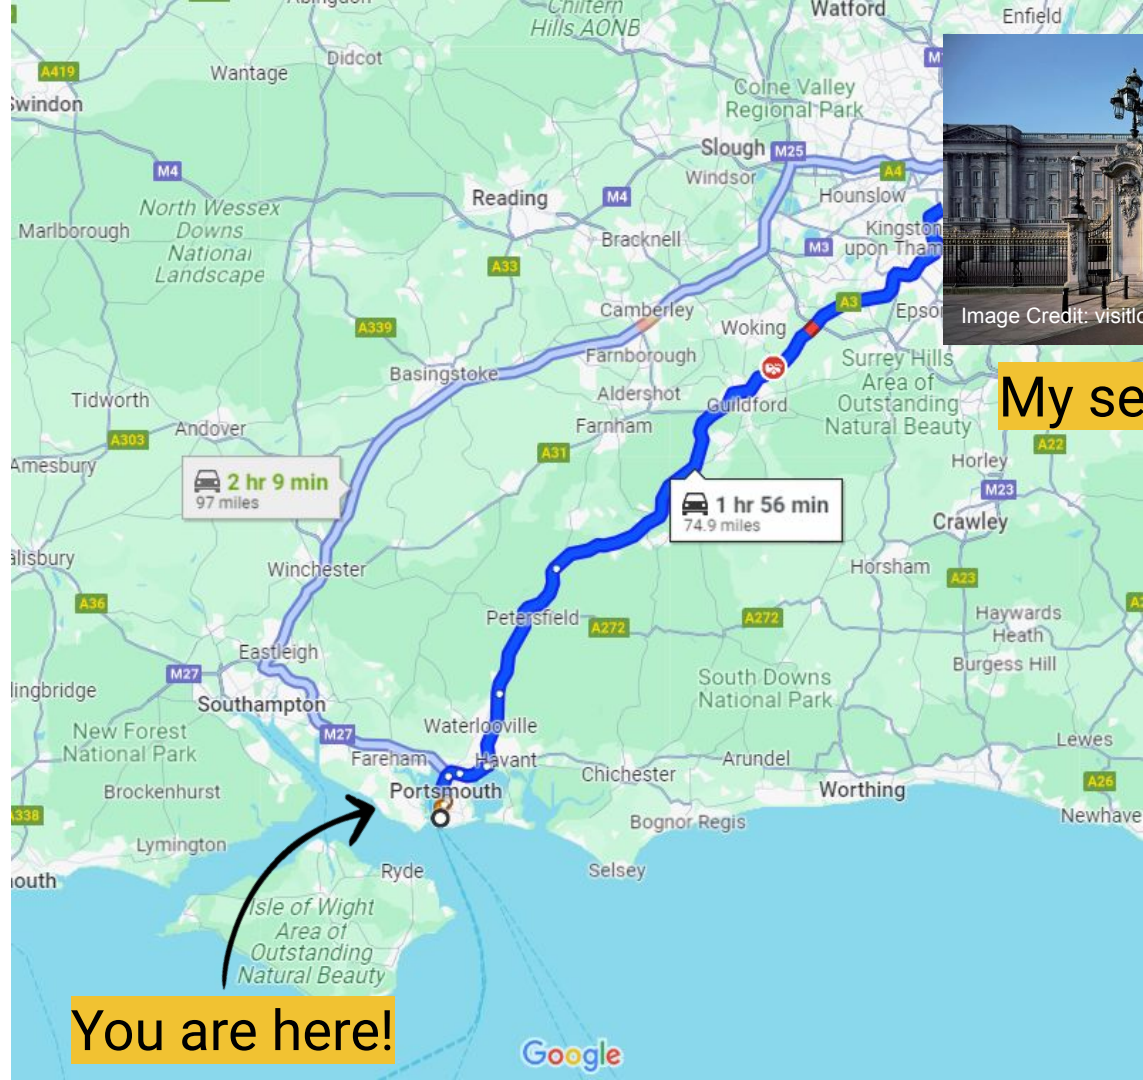 Abingdon
Chiltern
Hills AONB
Watford
Enfield
A419
Wantage
Didcot
M
Colne Valley
Regional Park
Swindon
Slough
M25
M4
Windsor
A4
Reading
M4
Hounslow
North Wessex
Downs
National
Landscape
Marlborough
Bracknell
M3
Kingston
upon Tham
A33
Camberley
A3
Epso
Image Credit: visitlo
A339
Woking
Farnborough
Surrey Hills
Area of
Outstanding
Natural Beauty
Basingstoke
Aldershot
Guildford
My se
Tidworth
Andover
Farnham
A303
A31
A22
Amesbury
Horley
2 hr 9 min
97 miles
M23
1 hr 56 min
74.9 miles
Crawley
alisbury
Winchester
Horsham
A23
A36
Petersfield
A272
A272
Haywards
Heath
Eastleigh
Burgess Hill
M27
lingbridge
Southampton
South Downs
National Park
New Forest
National Park
M27
Waterlooville
Lewes
Fareham
Havant
Arundel
Chichester
Brockenhurst
Portsmouth
Worthing
A26
A338
Bognor Regis
Newhave
Lymington
Ryde
Selsey
outh
Isle of Wight
Area of
Outstanding
Natural Beauty
You are here!
Google